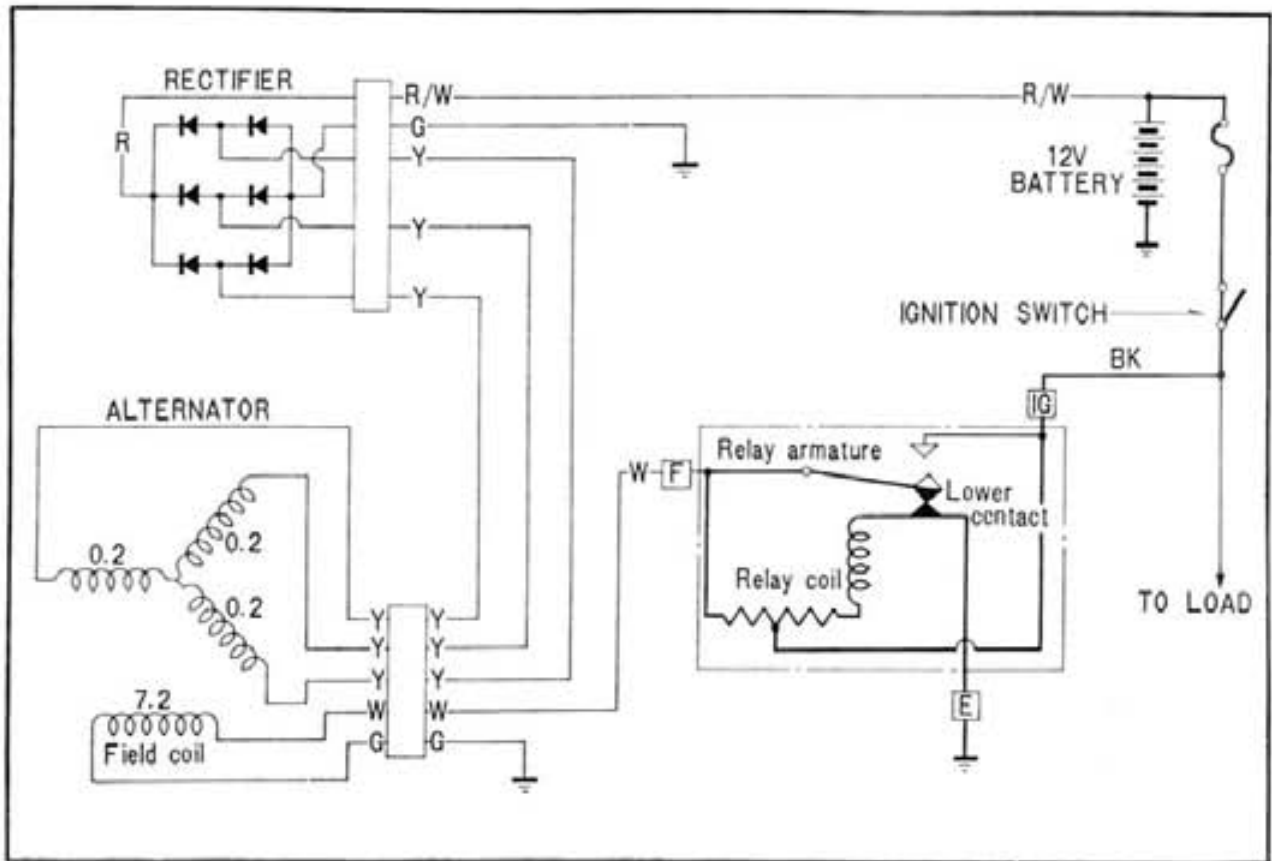 RECTIFIER
R/W
R/W
G
R
Y
12V
BATTERY
Y
Y
IGNITION SWITCH
BK
ALTERNATOR
IG
Relay armature
W
F
Lower
contact
0.2
0.2
Relay coil
0.2
TO LOAD
Y
Y
Y
Y
Y
Y
7.2
W
W
E
Field coil
G
G